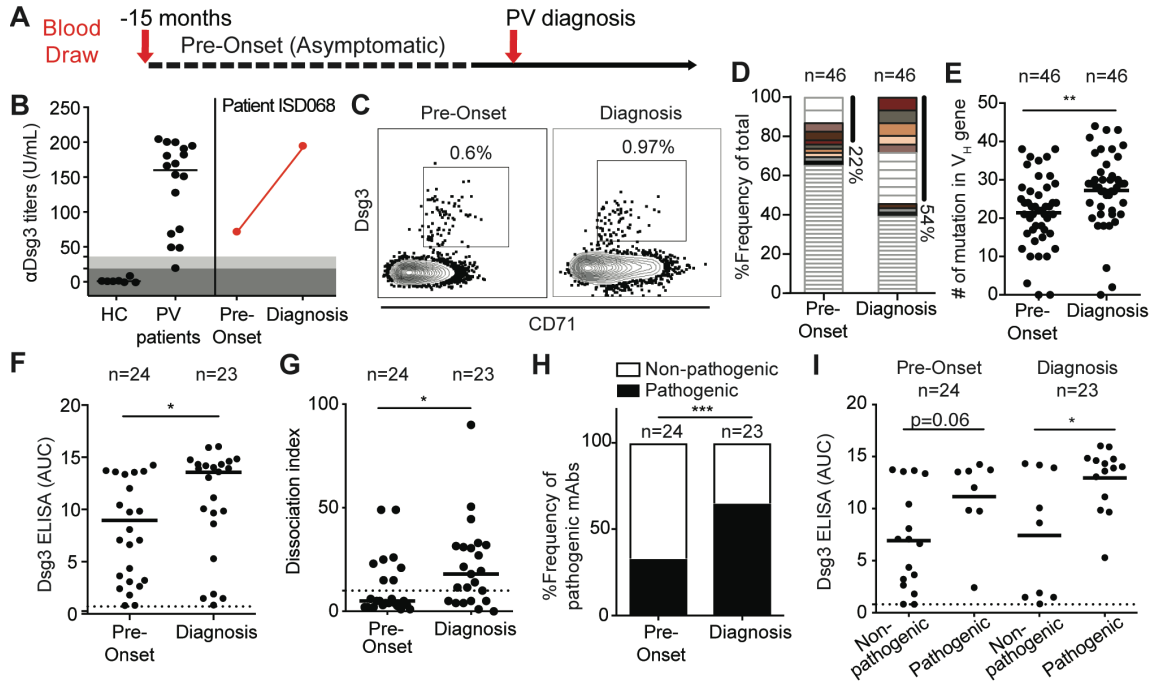 A
Blood
Draw
-15 months
Pre-Onset (Asymptomatic)
PV diagnosis
B
αDsg3 titers (U/mL)
250
200
150
100
50
0
Patient ISD068
HC
PV
patients
Pre-
Onset
Diagnosis
C
Pre-Onset
Diagnosis
0.6%
0.97%
Dsg3
CD71
D
n=46
n=46
%Frequency of total
100
80
60
40
20
0
22%
54%
Pre-
Onset
Diagnosis
E
n=46
n=46
**
# of mutation in VH gene
50
40
30
20
10
0
Pre-
Onset
Diagnosis
F
n=24
n=23
*
Dsg3 ELISA (AUC)
20
15
10
5
0
Pre-
Onset
Diagnosis
G
n=24
n=23
*
Dissociation index
100
50
0
Pre-
Onset
Diagnosis
H
Non-pathogenic
Pathogenic
***
n=24
n=23
%Frequency of
pathogenic mAbs
100
50
0
Pre-
Onset
Diagnosis
I
Pre-Onset
n=24
Diagnosis
n=23
p=0.06
*
Dsg3 ELISA (AUC)
20
15
10
5
0
Non-
pathogenic
Pathogenic
Non-
pathogenic
Pathogenic